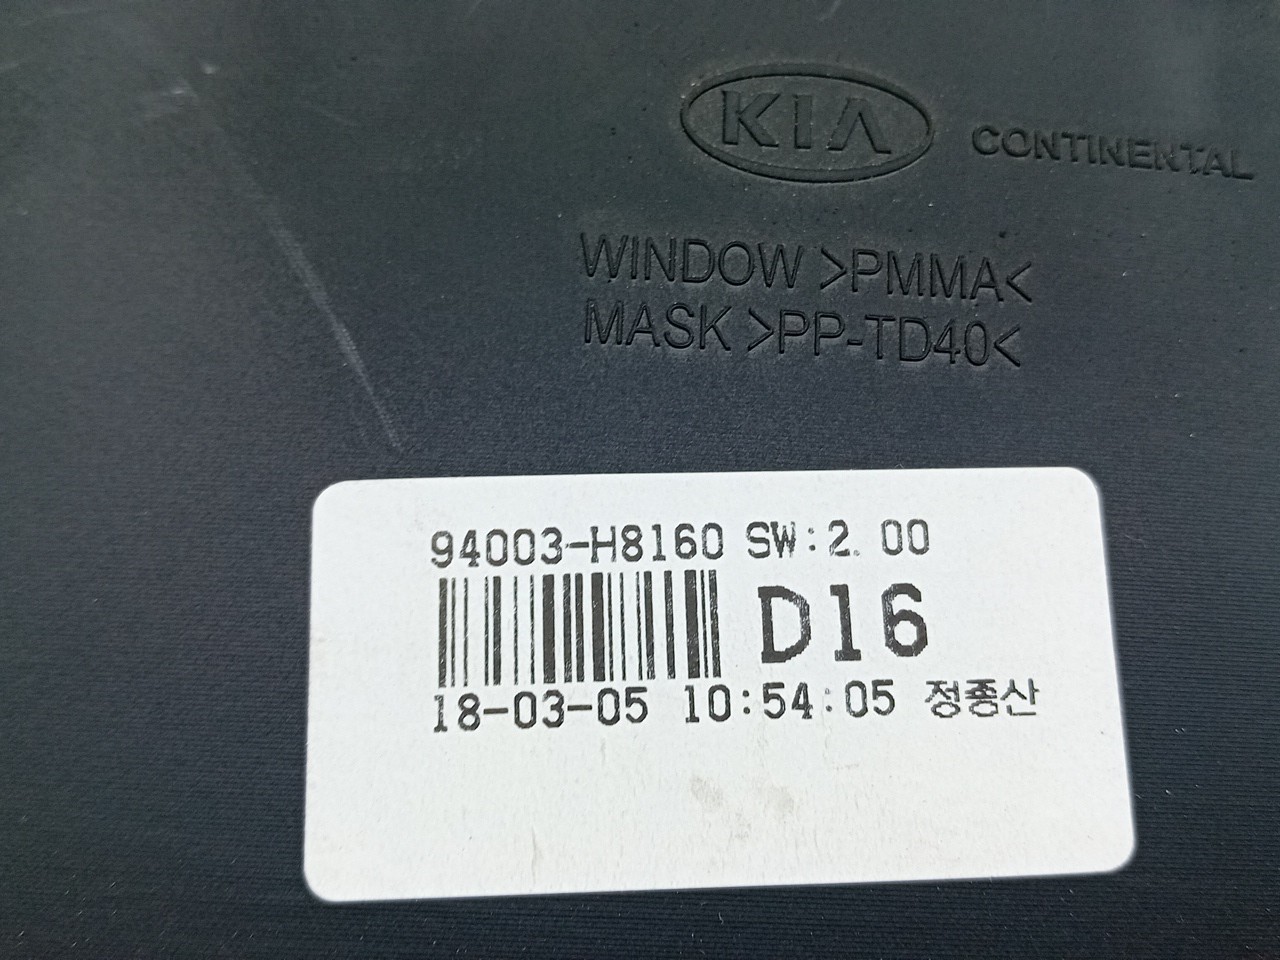 KIA CONTINENTAL
WINDOW >PMMA<
MASK >PP-TD40<
94003-H8160 SW:2.00
D16
18-03-05 10:54:05 정종산